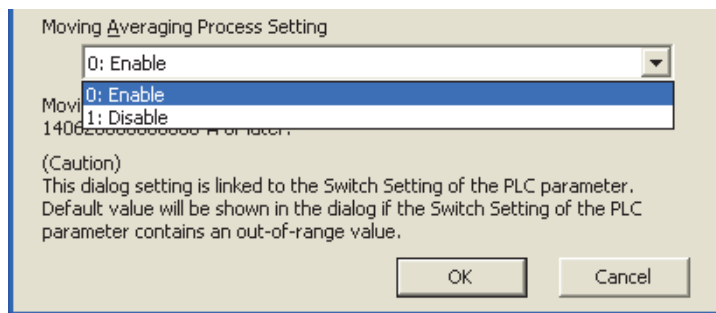 Moving Averaging Process Setting
0: Enable
0: Enable
1: Disable
(Caution)
This dialog setting is linked to the Switch Setting of the PLC parameter.
Default value will be shown in the dialog if the Switch Setting of the PLC
parameter contains an out-of-range value.
OK
Cancel